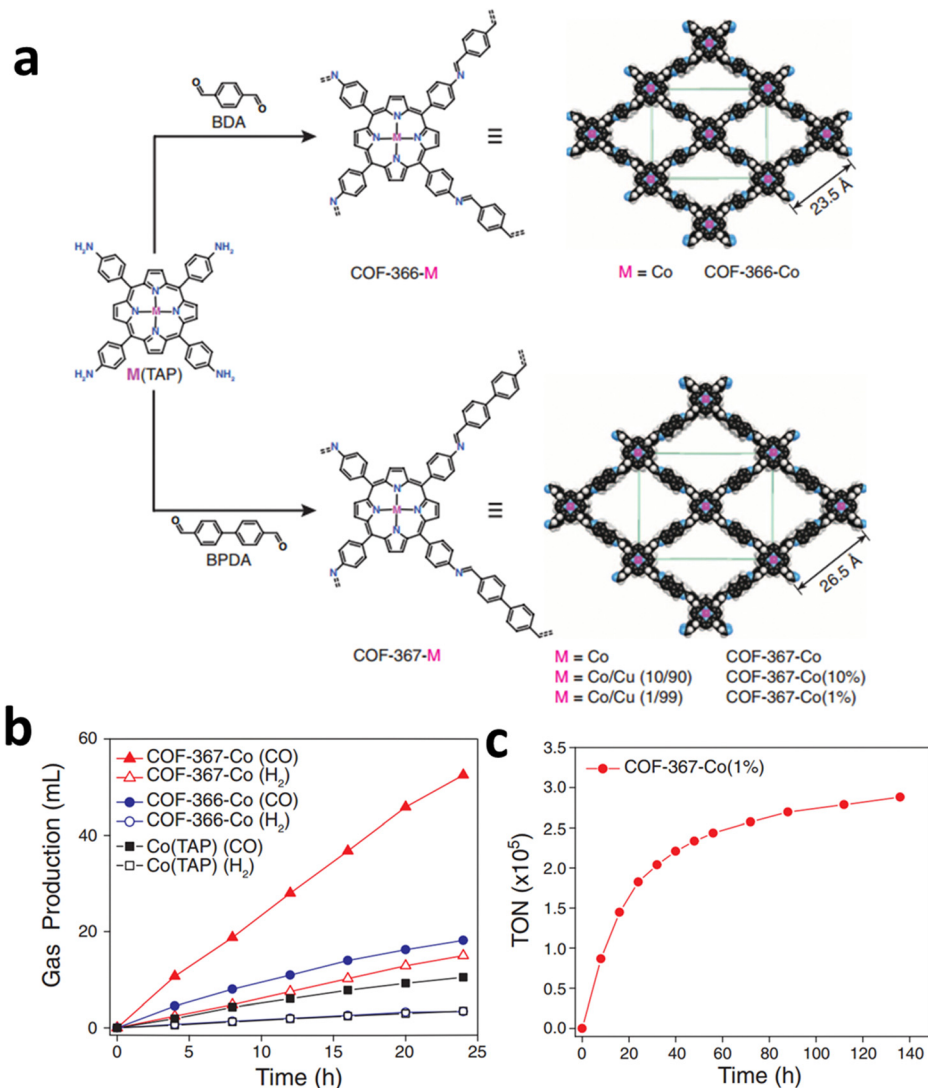 a
BDA
COF-366-M
23.5 Å
M = Co COF-366-Co
M(TAP)
H₂N
NH₂
H₂N
NH₂
N
N
N
N
M
BPDA
COF-367-M
26.5 Å
M = Co COF-367-Co
M = Co/Cu (10/90) COF-367-Co(10%)
M = Co/Cu (1/99) COF-367-Co(1%)
b
Gas Production (mL)
60
40
20
0
COF-367-Co (CO)
COF-367-Co (H₂)
COF-366-Co (CO)
COF-366-Co (H₂)
Co(TAP) (CO)
Co(TAP) (H₂)
0 5 10 15 20 25
Time (h)
c
TON (x10⁵)
3.5
3.0
2.5
2.0
1.5
1.0
0.5
0.0
COF-367-Co(1%)
0 20 40 60 80 100 120 140
Time (h)